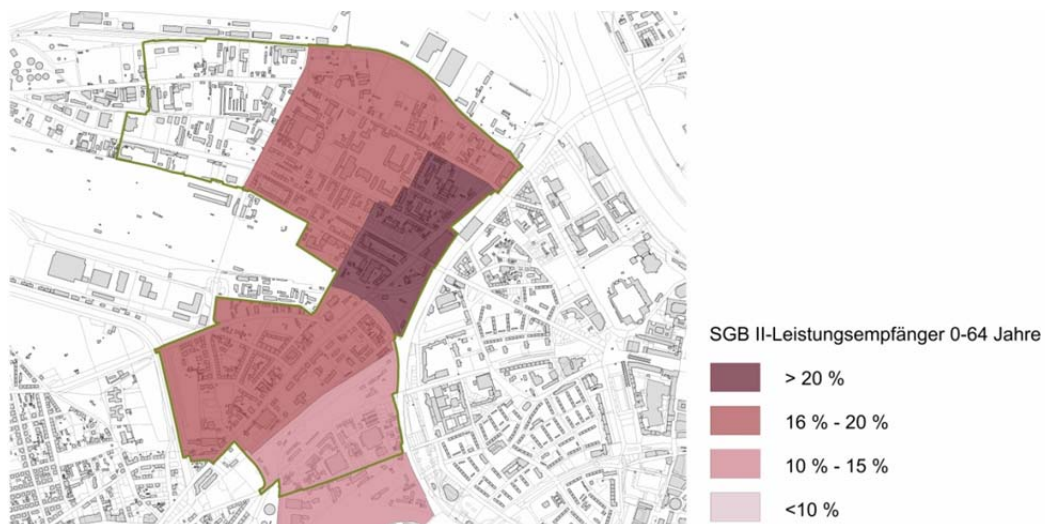 SGB II-Leistungsempfänger 0-64 Jahre
> 20 %
16 % - 20 %
10 % - 15 %
<10 %